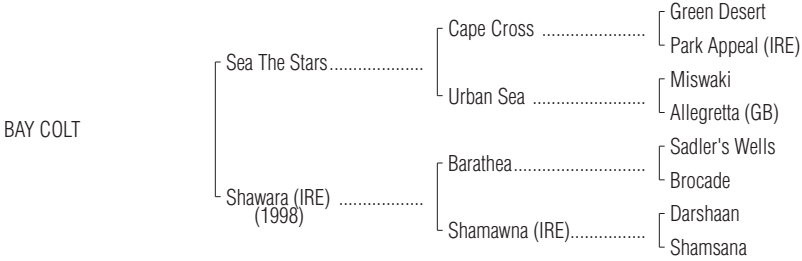 Green Desert
Cape Cross ......................
Park Appeal (IRE)
Sea The Stars....................
Miswaki
Urban Sea ........................
Allegretta (GB)
BAY COLT
Sadler's Wells
Barathea............................
Brocade
Shawara (IRE) ..................
(1998)
Darshaan
Shamawna (IRE)................
Shamsana